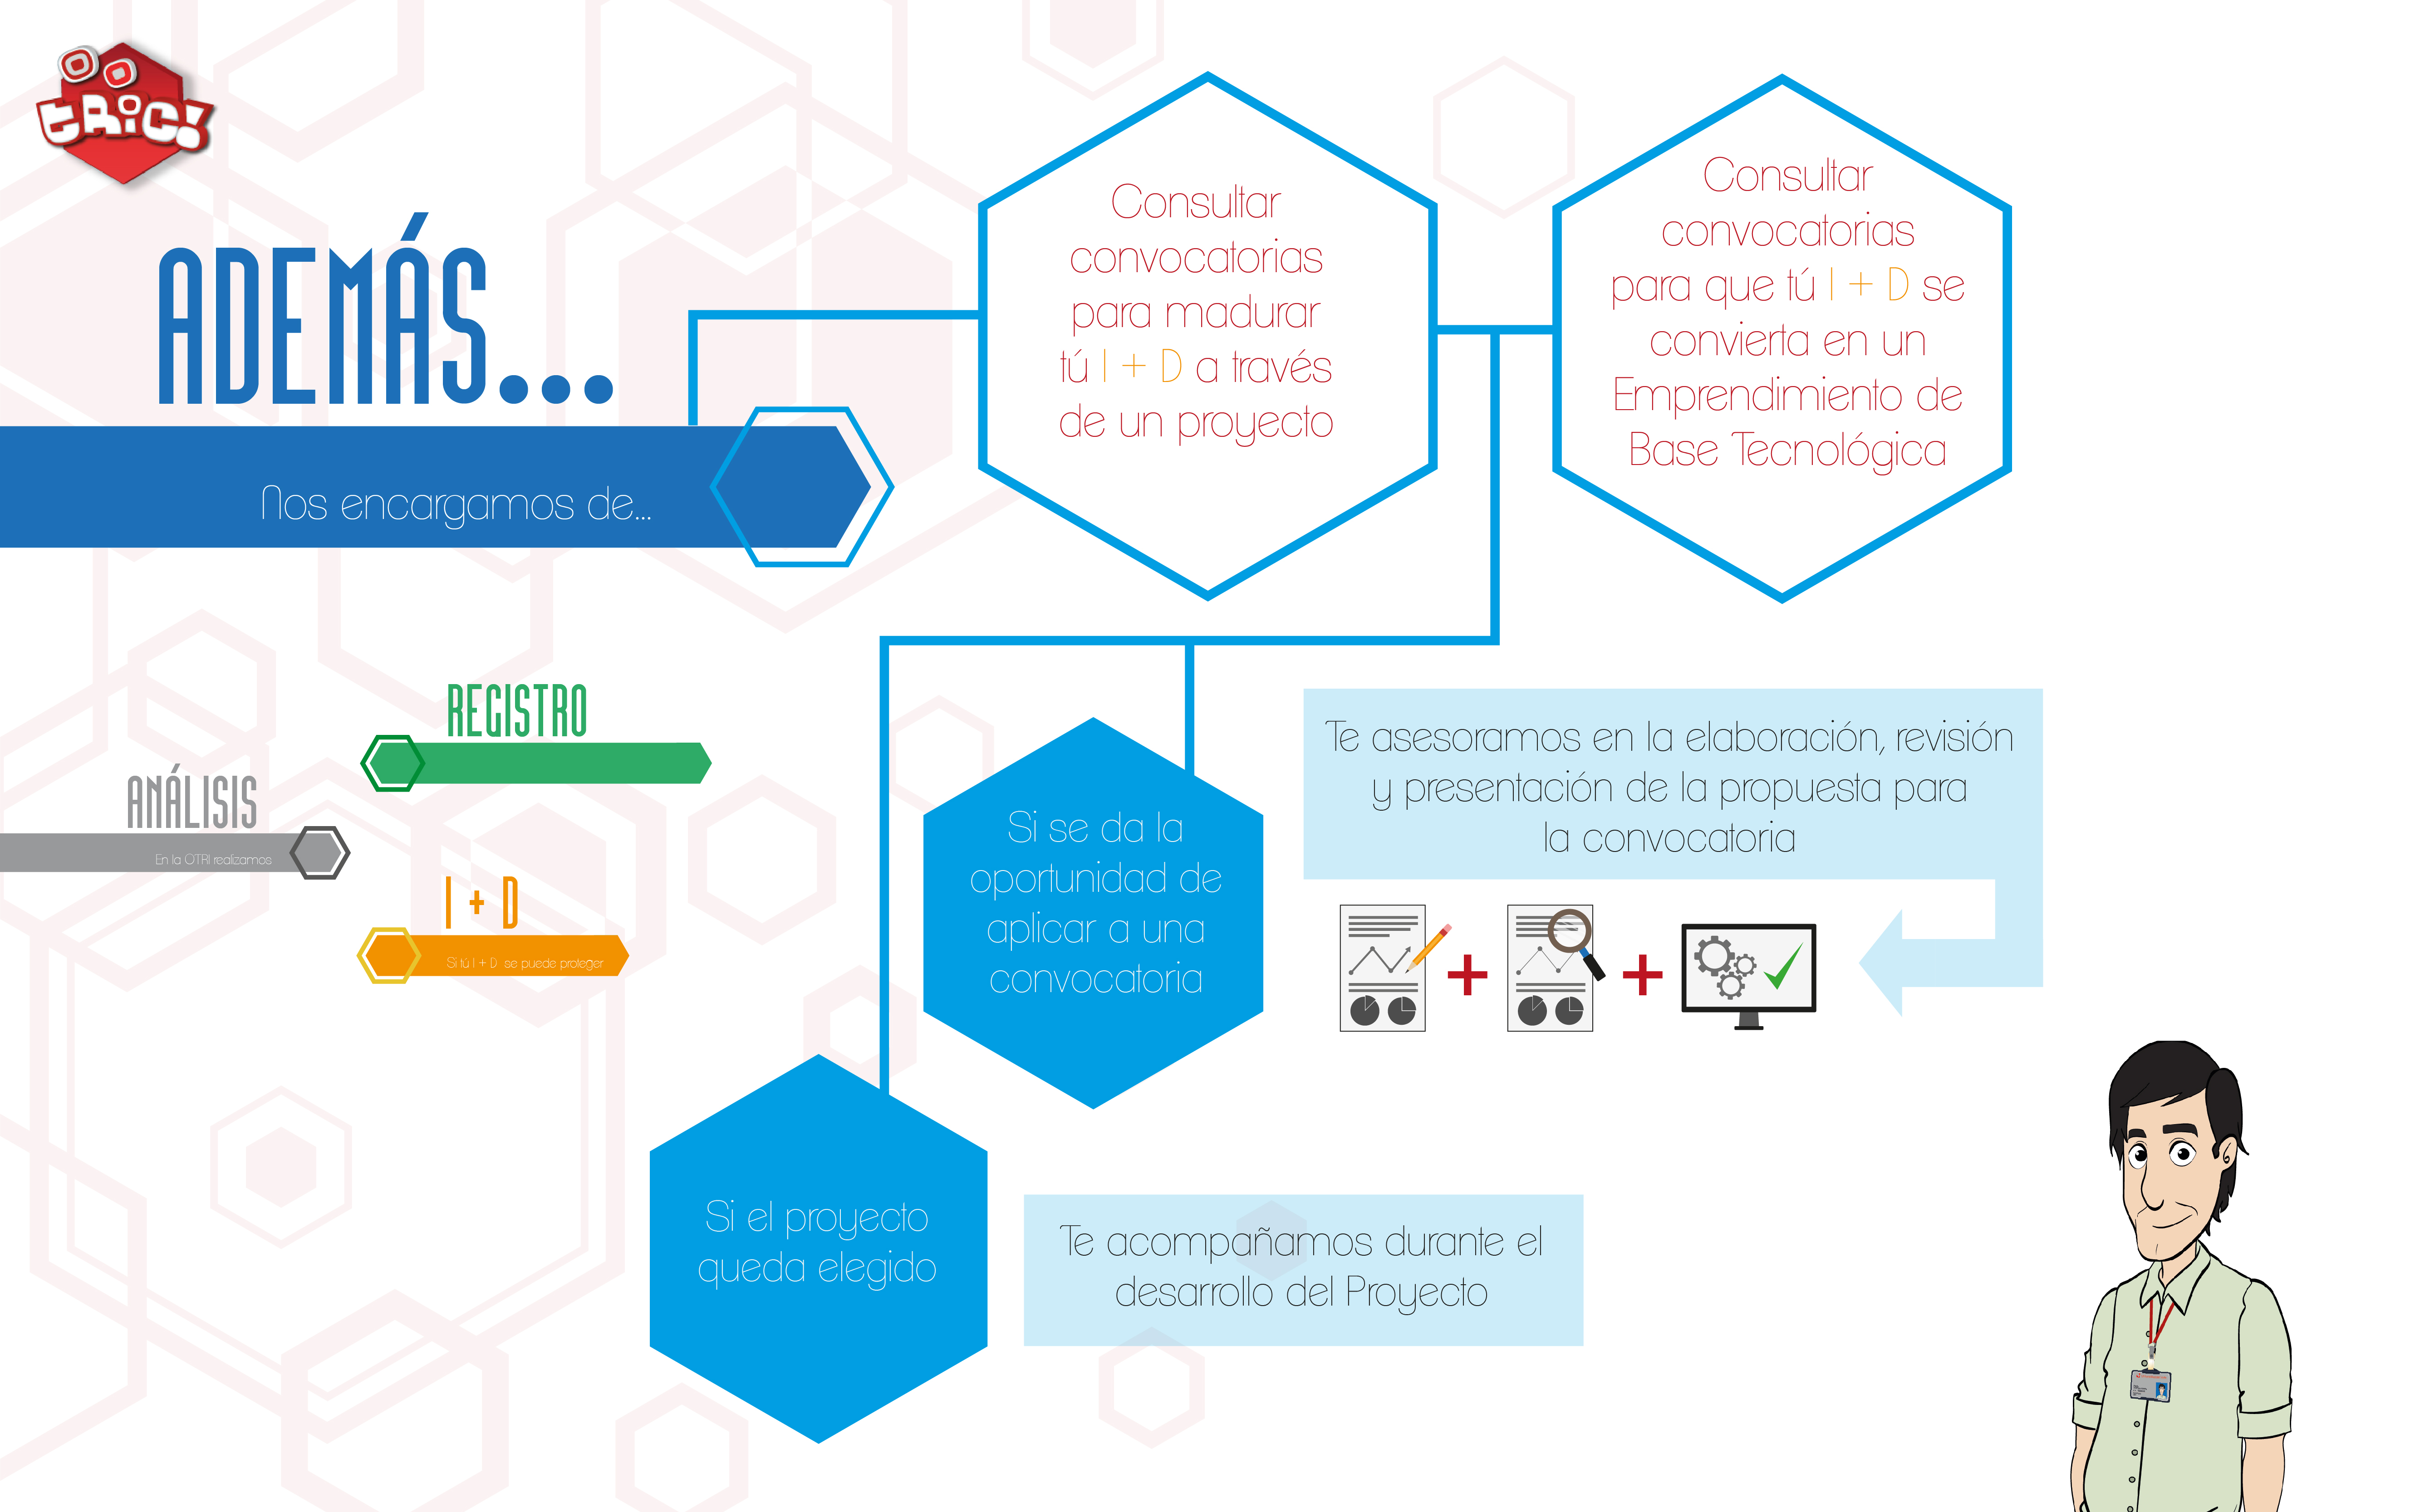 tRiC!
ADEMÁS...
Nos encargamos de...
Consultar
convocatorias
para madurar
tú I + D a través
de un proyecto
Consultar
convocatorias
para que tú I + D se
convierta en un
Emprendimiento de
Base Tecnológica
REGISTRO
ANÁLISIS
En la OTRI realizamos
I + D
Si tú I + D se puede proteger
Si se da la
oportunidad de
aplicar a una
convocatoria
Te asesoramos en la elaboración, revisión
y presentación de la propuesta para
la convocatoria
Si el proyecto
queda elegido
Te acompañamos durante el
desarrollo del Proyecto